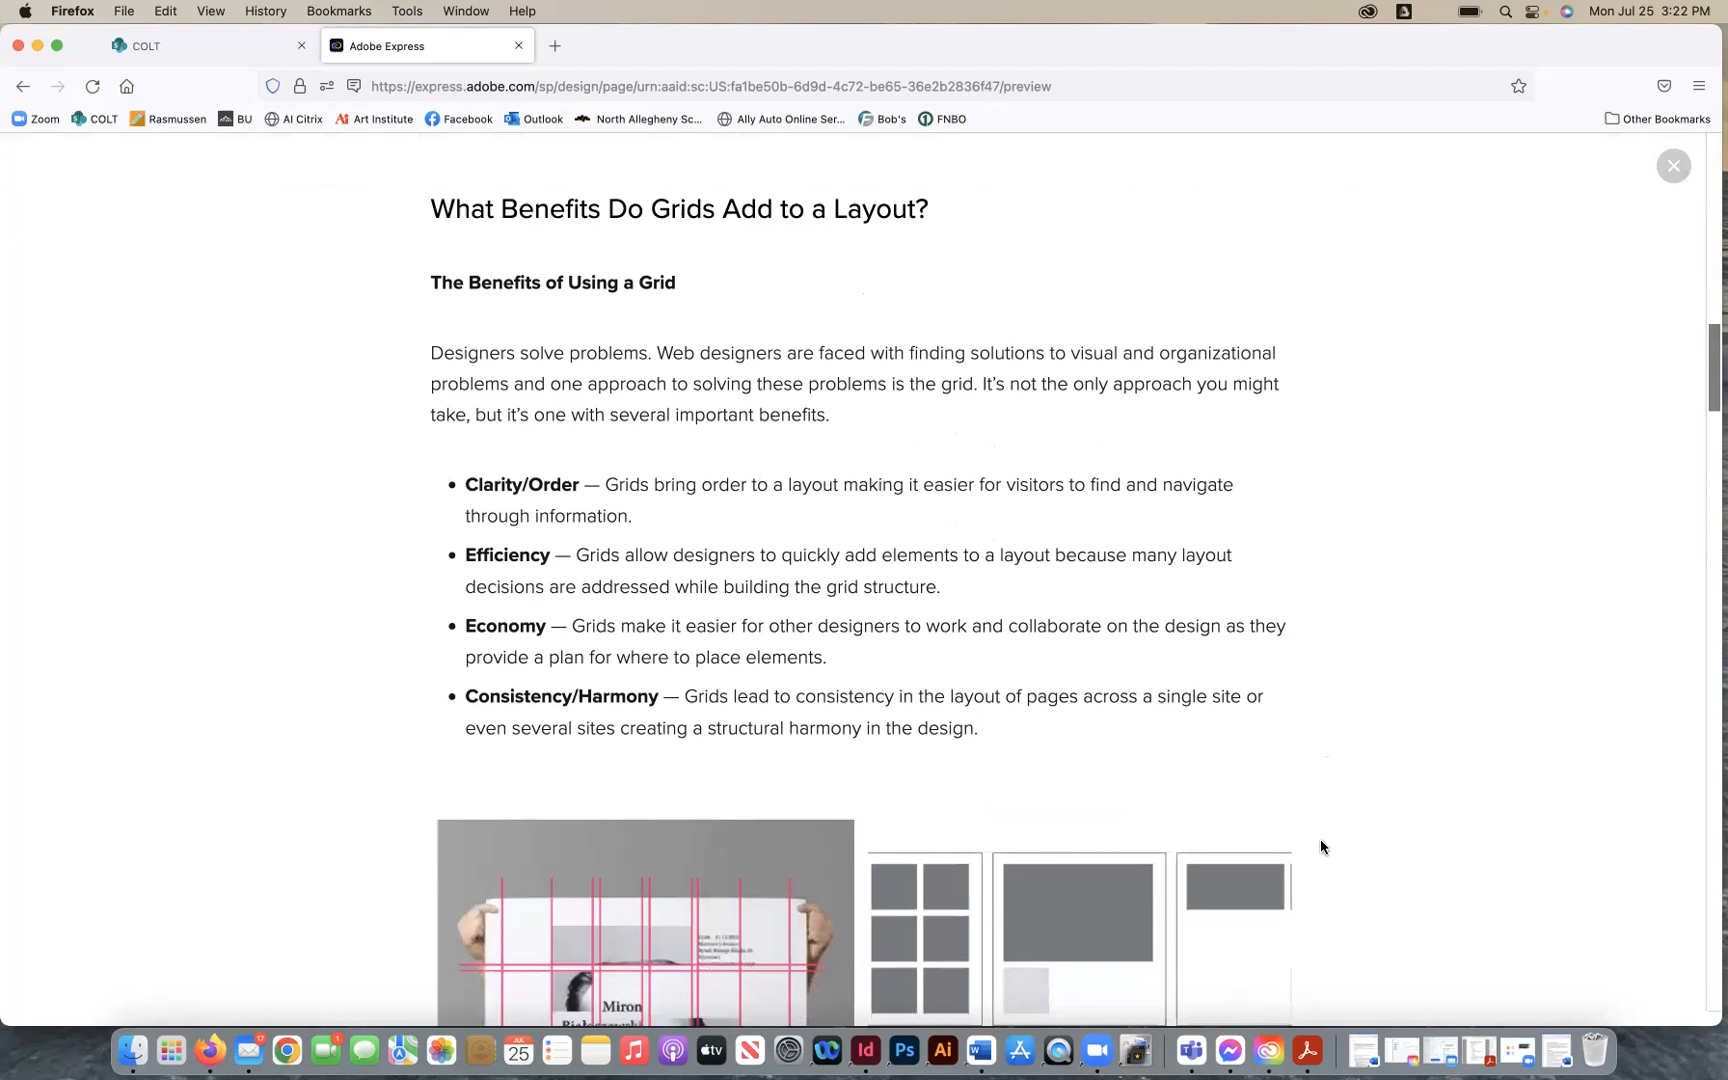 Firefox File Edit View History Bookmarks Tools Window Help Mon Jul 25 3:22 PM
COLT Adobe Express
https://express.adobe.com/sp/design/page/urn:aaid:sc:US:fa1be50b-6d9d-4c72-be65-36e2b2836f47/preview
Zoom COLT Rasmussen BU AI Citrix Art Institute Facebook Outlook North Allegheny Sc... Ally Auto Online Ser... Bob's FNBO Other Bookmarks
What Benefits Do Grids Add to a Layout?
The Benefits of Using a Grid
Designers solve problems. Web designers are faced with finding solutions to visual and organizational
problems and one approach to solving these problems is the grid. It's not the only approach you might
take, but it's one with several important benefits.
• Clarity/Order — Grids bring order to a layout making it easier for visitors to find and navigate
through information.
• Efficiency — Grids allow designers to quickly add elements to a layout because many layout
decisions are addressed while building the grid structure.
• Economy — Grids make it easier for other designers to work and collaborate on the design as they
provide a plan for where to place elements.
• Consistency/Harmony — Grids lead to consistency in the layout of pages across a single site or
even several sites creating a structural harmony in the design.
Miron
17 1 JUL 25 tv Id Ps Ai